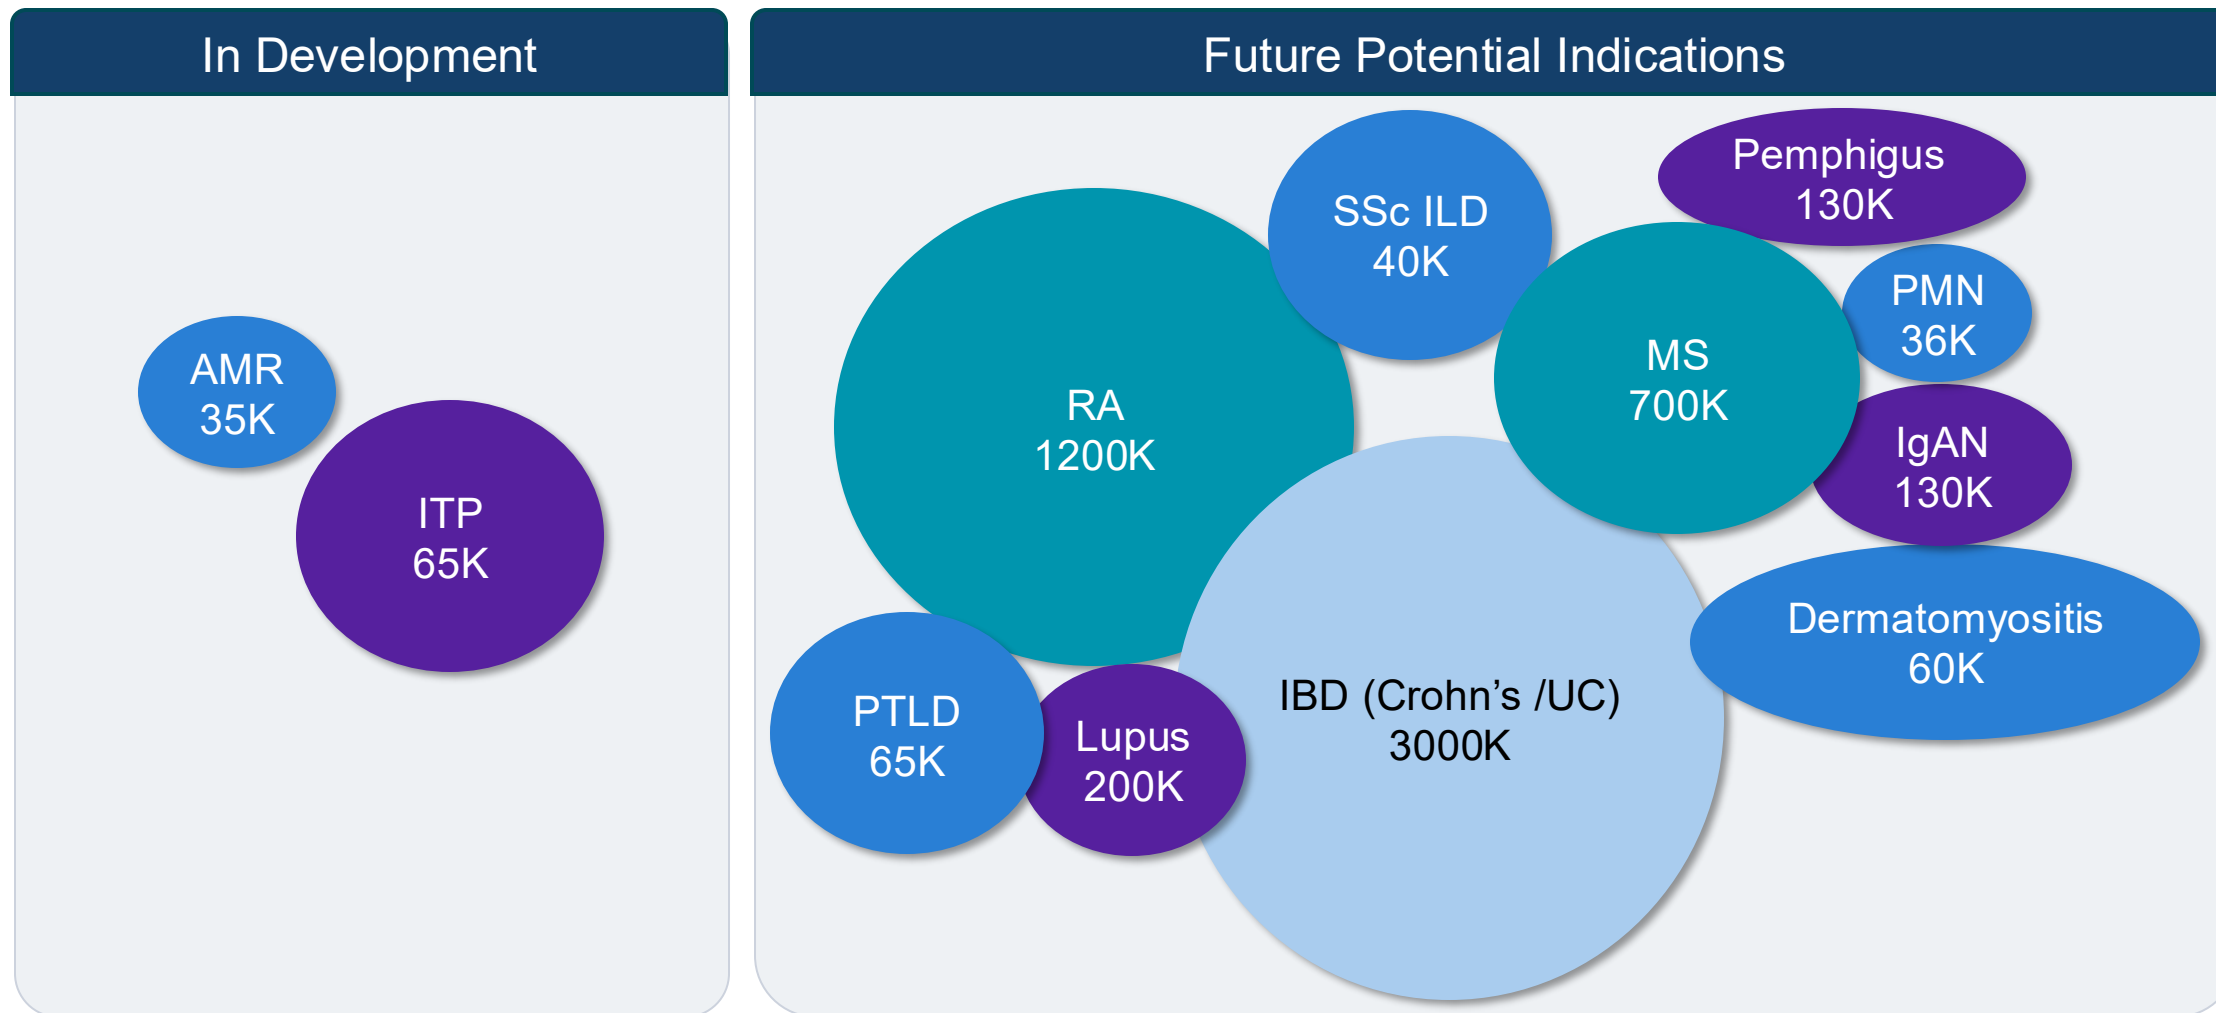 In Development
Future Potential Indications
AMR
35K
ITP
65K
RA
1200K
SSc ILD
40K
MS
700K
Pemphigus
130K
PMN
36K
IgAN
130K
Dermatomyositis
60K
PTLD
65K
Lupus
200K
IBD (Crohn’s /UC)
3000K